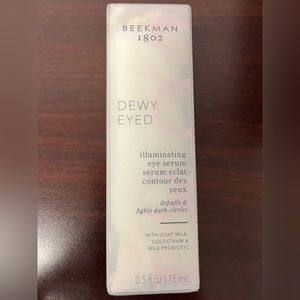 BEEKMAN
1802
DEWY
EYED
illuminating
eye serum
sérum éclat
contour des
yeux
depuffs &
fights dark circles
WITH GOAT MILK,
COLOSTRUM &
MILK PROBIOTIC
0.5 fl oz | 15 mL